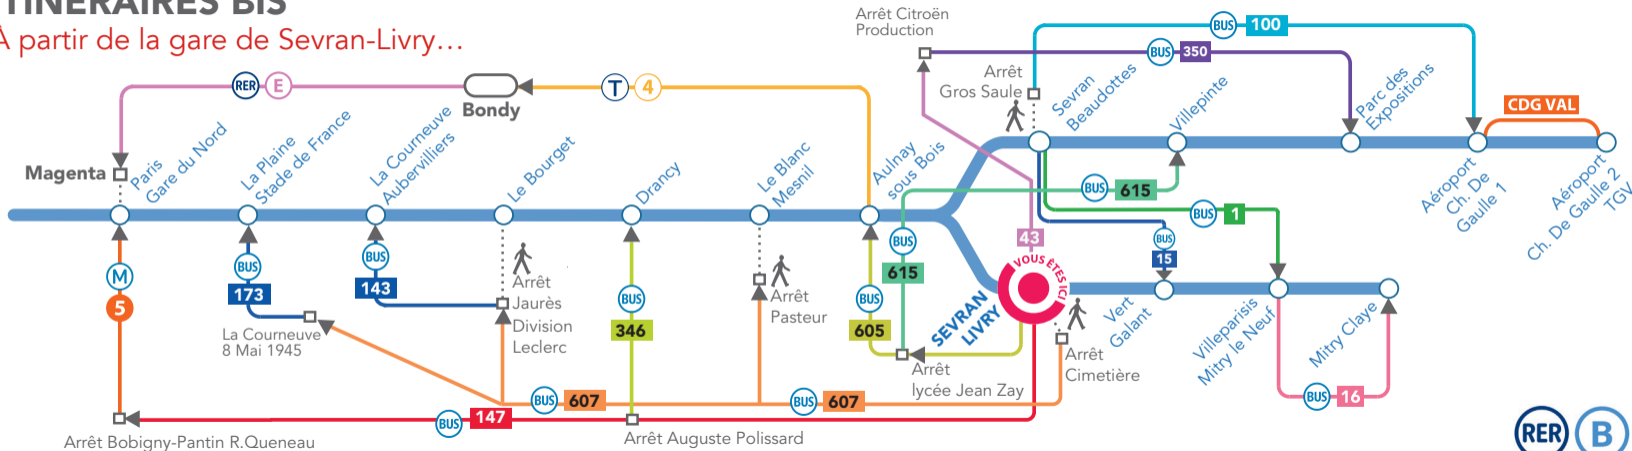 ITINÉRAIRES BIS
À partir de la gare de Sevran-Livry…
Arrêt Citroën
Production
BUS 100
BUS 350
RER E
T 4
Bondy
Arrêt
Gros Saule
Sevran
Beaudottes
Villepinte
Parc des
Expositions
CDG VAL
Magenta
Paris
Gare du Nord
La Plaine
Stade de France
La Courneuve
Aubervilliers
Le Bourget
Drancy
Le Blanc
Mesnil
Aulnay
sous Bois
BUS 615
Aéroport
Ch. De
Gaulle 1
Aéroport
Ch. De Gaulle 2
TGV
BUS 1
43
M
5
BUS
173
BUS
143
BUS
346
BUS
615
BUS
605
BUS
15
VOUS ÊTES ICI
SEVRAN
LIVRY
Arrêt
Jaurès
Division
Leclerc
Arrêt
Pasteur
La Courneuve
8 Mai 1945
Vert
Galant
Villeparisis
Mitry le Neuf
Mitry Claye
Arrêt
Cimetière
Arrêt
lycée Jean Zay
BUS 607
BUS 607
BUS 16
BUS 147
Arrêt Bobigny-Pantin R.Queneau
Arrêt Auguste Polissard
RER B